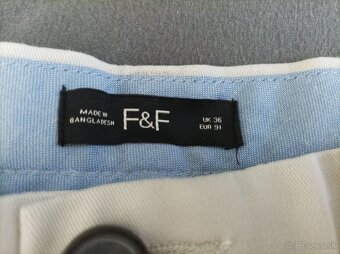 MADE IN
BANGLADESH
F&F
UK 36
EUR 91